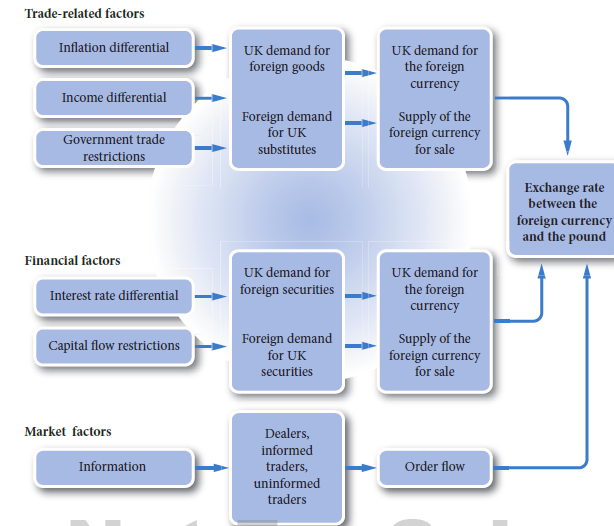 Trade-related factors
Inflation differential
Income differential
Government trade
restrictions
UK demand for
foreign goods
Foreign demand
for UK
substitutes
UK demand for
the foreign
currency
Supply of the
foreign currency
for sale
Exchange rate
between the
foreign currency
and the pound
Financial factors
Interest rate differential
Capital flow restrictions
UK demand for
foreign securities
Foreign demand
for UK
securities
UK demand for
the foreign
currency
Supply of the
foreign currency
for sale
Market factors
Information
Dealers,
informed
traders,
uninformed
traders
Order flow